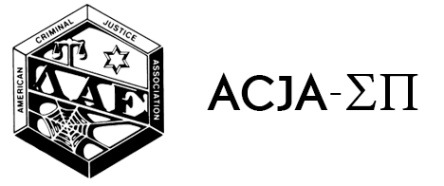 AMERICAN CRIMINAL JUSTICE ASSOCIATION
ΛΑΕ
ACJA-ΣΠ